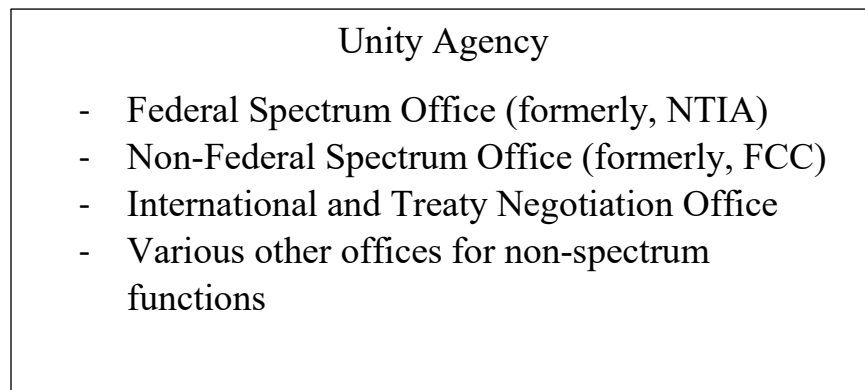 Unity Agency
- Federal Spectrum Office (formerly, NTIA)
- Non-Federal Spectrum Office (formerly, FCC)
- International and Treaty Negotiation Office
- Various other offices for non-spectrum
functions